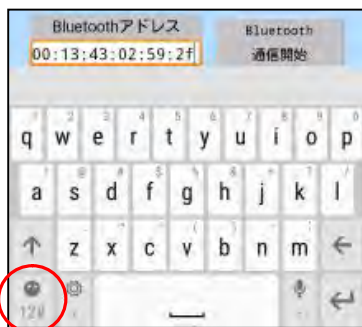 Bluetoothアドレス
Bluetooth
00:13:43:02:59:2f
通信開始
q w e r t y u i o p
a s d f g h j k l
z x c v b n m
12#